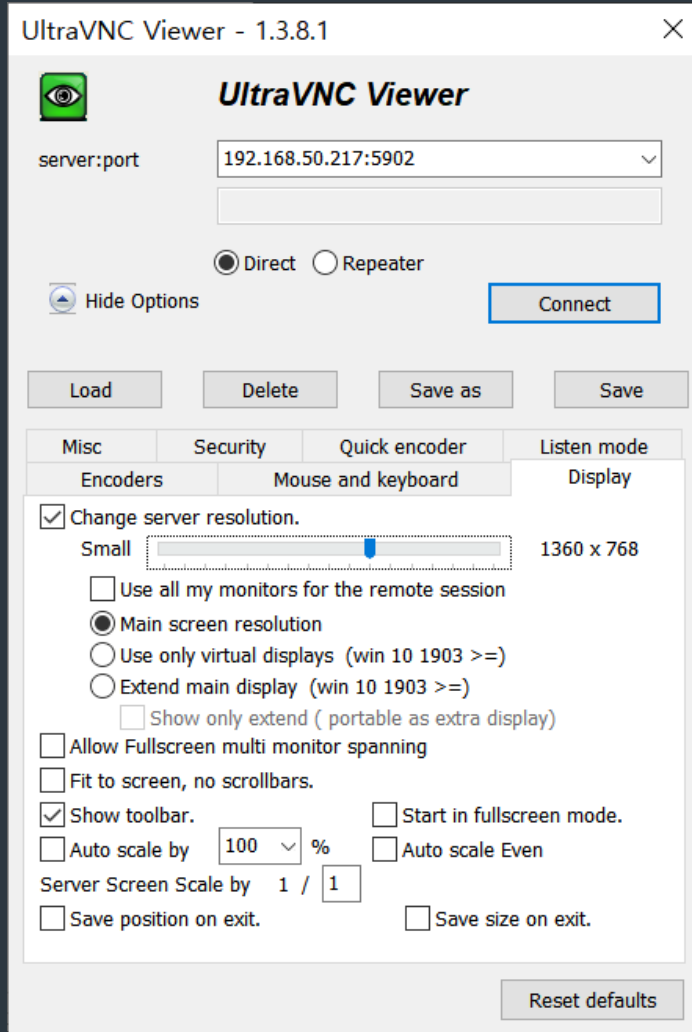 UltraVNC Viewer - 1.3.8.1
UltraVNC Viewer
server:port 192.168.50.217:5902
Direct Repeater
Hide Options Connect
Load Delete Save as Save
Misc Security Quick encoder Listen mode
Encoders Mouse and keyboard Display
Change server resolution.
Small 1360 x 768
Use all my monitors for the remote session
Main screen resolution
Use only virtual displays (win 10 1903 >=)
Extend main display (win 10 1903 >=)
Show only extend ( portable as extra display)
Allow Fullscreen multi monitor spanning
Fit to screen, no scrollbars.
Show toolbar. Start in fullscreen mode.
Auto scale by 100 % Auto scale Even
Server Screen Scale by 1 / 1
Save position on exit. Save size on exit.
Reset defaults